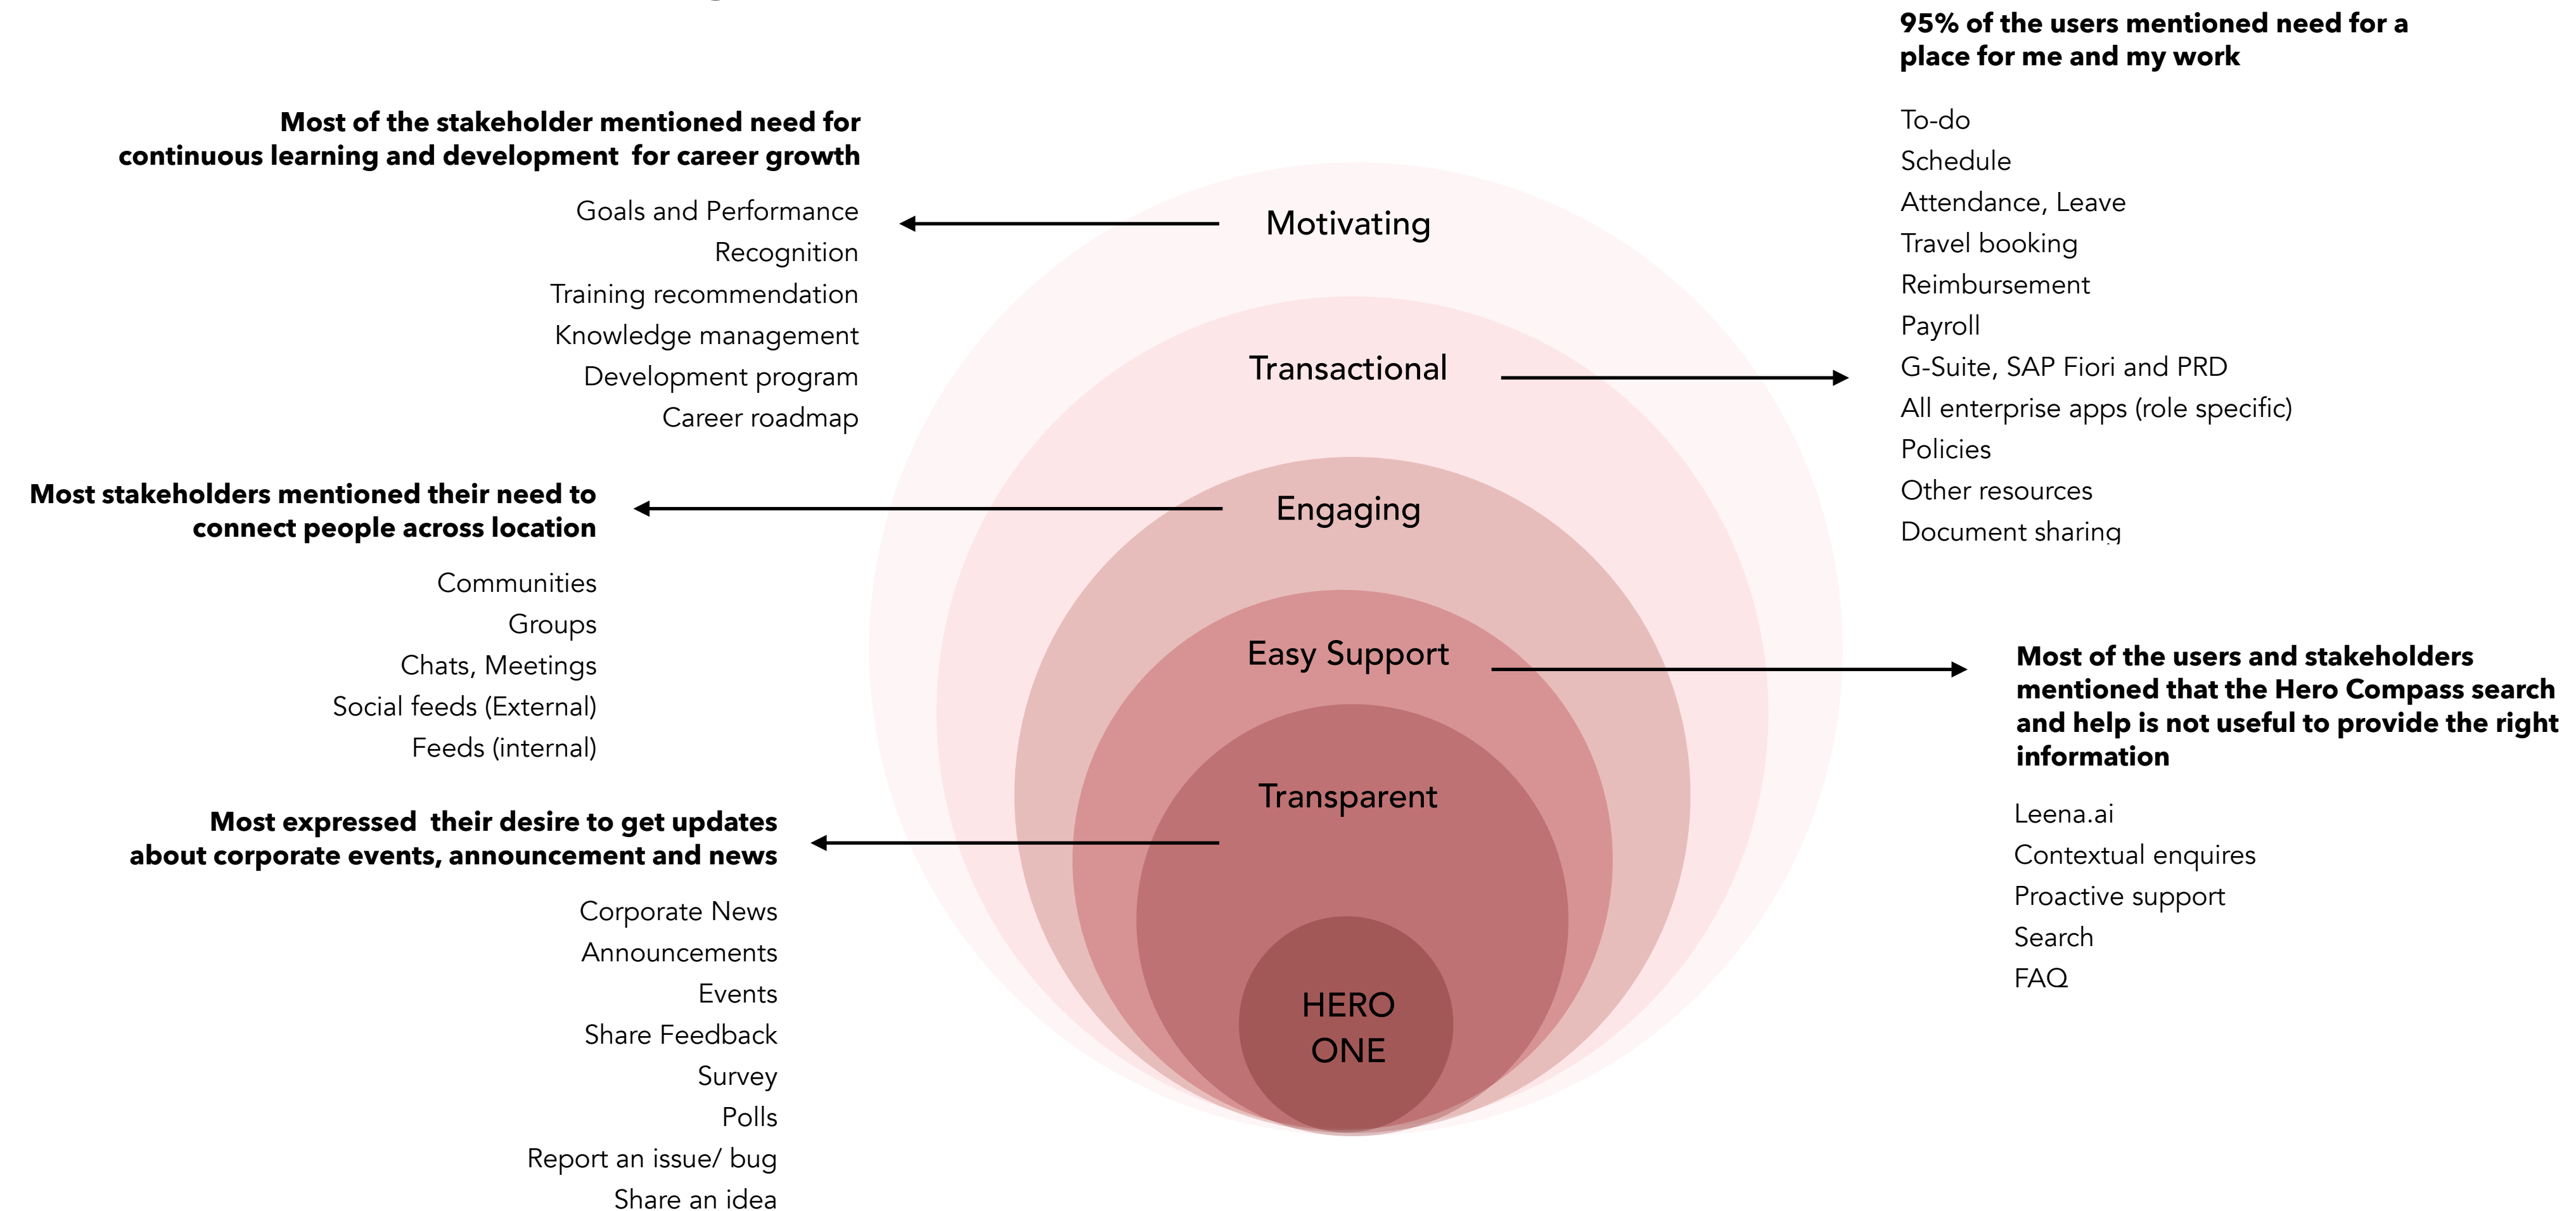 95% of the users mentioned need for a
place for me and my work
To-do
Schedule
Attendance, Leave
Travel booking
Reimbursement
Payroll
G-Suite, SAP Fiori and PRD
All enterprise apps (role specific)
Policies
Other resources
Document sharing
Most of the stakeholder mentioned need for
continuous learning and development  for career growth
Goals and Performance
Recognition
Training recommendation
Knowledge management
Development program
Career roadmap
Most stakeholders mentioned their need to
connect people across location
Communities
Groups
Chats, Meetings
Social feeds (External)
Feeds (internal)
Most expressed  their desire to get updates
about corporate events, announcement and news
Corporate News
Announcements
Events
Share Feedback
Survey
Polls
Report an issue/ bug
Share an idea
Motivating
Transactional
Engaging
Easy Support
Transparent
HERO
ONE
Most of the users and stakeholders
mentioned that the Hero Compass search
and help is not useful to provide the right
information
Leena.ai
Contextual enquires
Proactive support
Search
FAQ